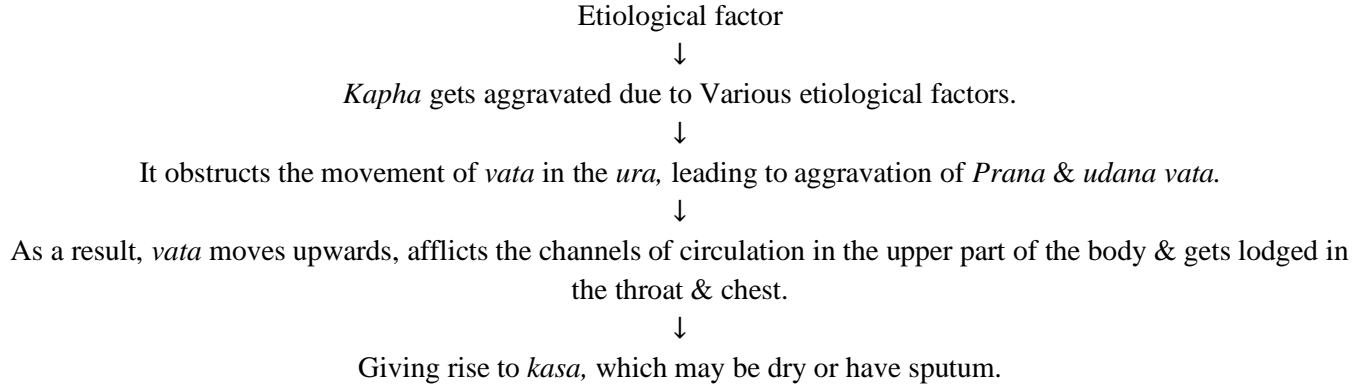 Etiological factor
↓
Kapha gets aggravated due to Various etiological factors.
↓
It obstructs the movement of vata in the ura, leading to aggravation of Prana & udana vata.
↓
As a result, vata moves upwards, afflicts the channels of circulation in the upper part of the body & gets lodged in
the throat & chest.
↓
Giving rise to kasa, which may be dry or have sputum.